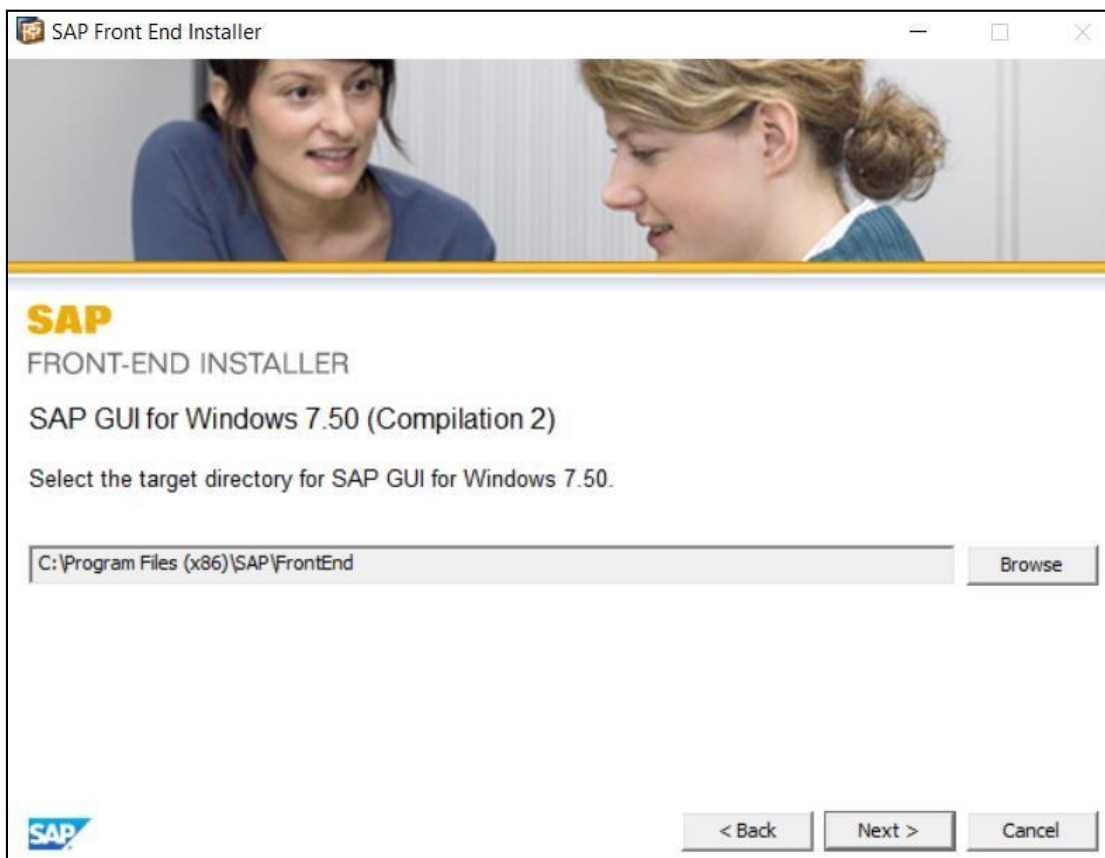 SAP Front End Installer
SAP
FRONT-END INSTALLER
SAP GUI for Windows 7.50 (Compilation 2)
Select the target directory for SAP GUI for Windows 7.50.
C:\Program Files (x86)\SAP\FrontEnd
Browse
SAP
< Back
Next >
Cancel